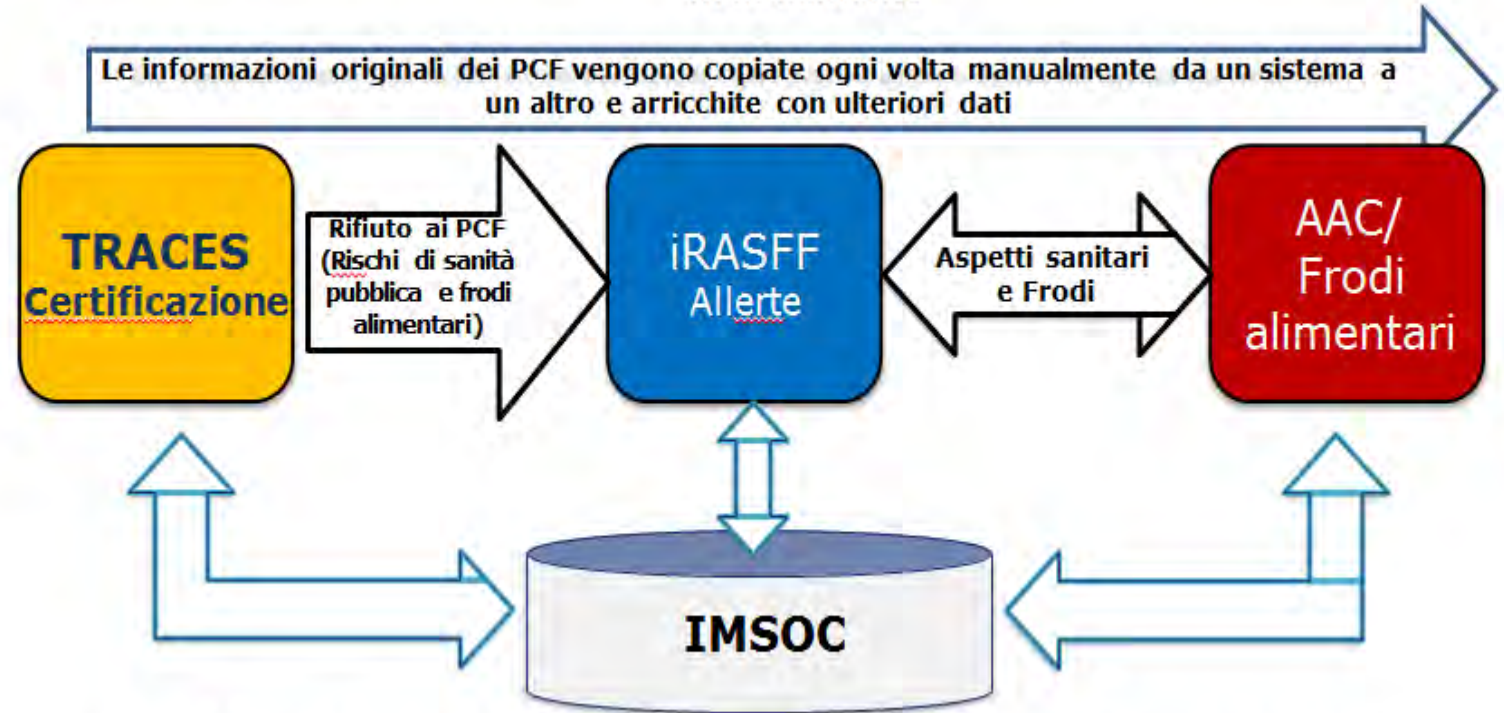 Le informazioni originali dei PCF vengono copiate ogni volta manualmente da un sistema a
un altro e arricchite con ulteriori dati
TRACES
Certificazione
Rifiuto ai PCF
(Rischi di sanità
pubblica e frodi
alimentari)
iRASFF
Allerte
Aspetti sanitari
e Frodi
AAC/
Frodi
alimentari
IMSOC